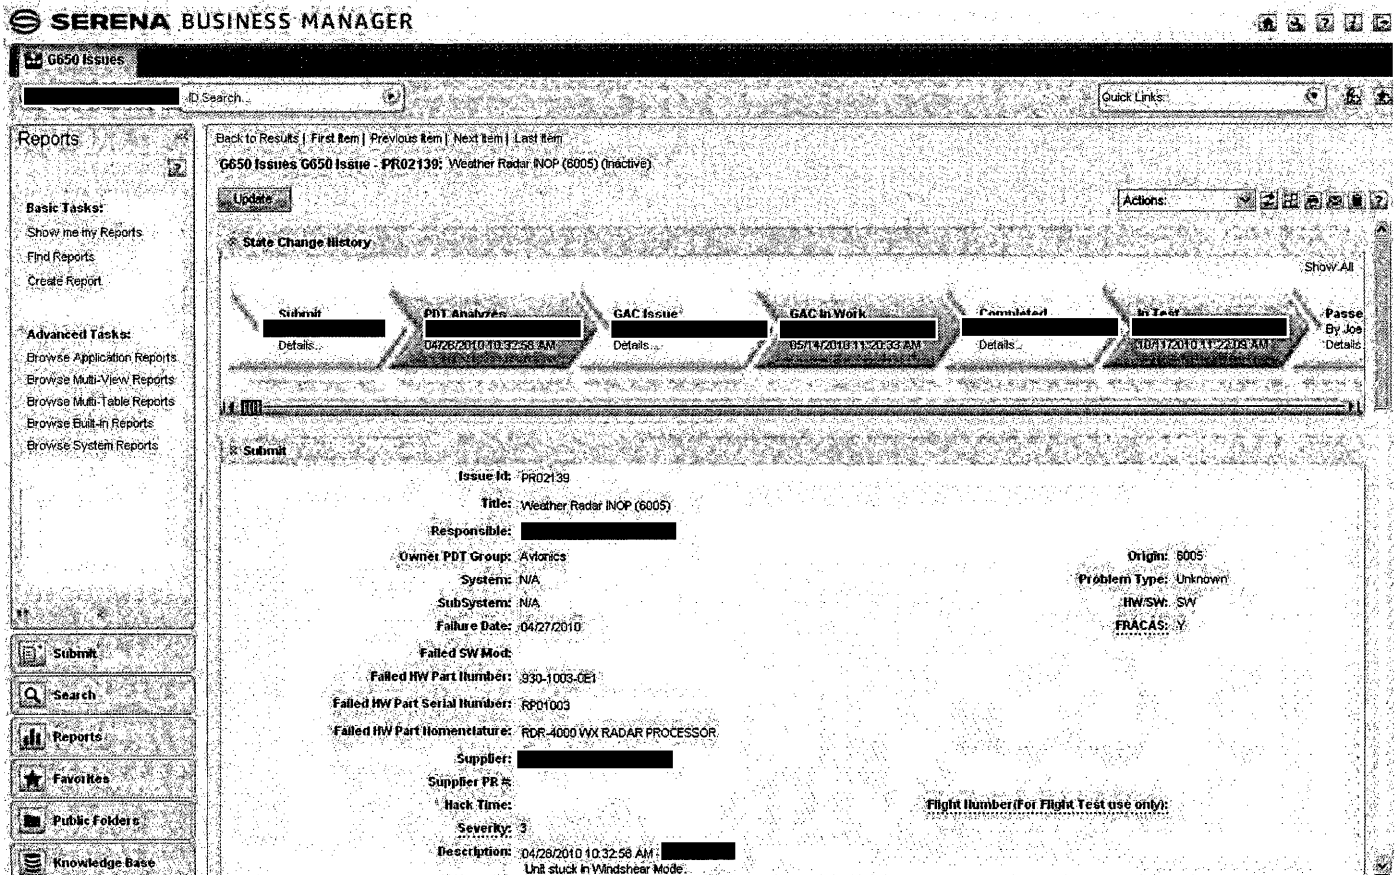 SERENA BUSINESS MANAGER
G650 Issues
ID Search...
Quick Links:
Reports
Basic Tasks:
Show me my Reports
Find Reports
Create Report
Advanced Tasks:
Browse Application Reports
Browse Multi-View Reports
Browse Multi-Table Reports
Browse Built-in Reports
Browse System Reports
Submit
Search
Reports
Favorites
Public Folders
Knowledge Base
Back to Results | First Item | Previous Item | Next Item | Last Item
G650 Issues G650 Issue - PR02139: Weather Radar INOP (6005) (Inactive)
Update
Actions:
State Change History
Show All
Submit
Details...
PDT Analyzes
04/28/2010 10:32:58 AM
GAC Issue
Details...
GAC In Work
05/14/2010 11:20:33 AM
Completed
Details...
In Test
10/11/2010 11:22:09 AM
Passe
By Joe
Details
Submit
Issue Id: PR02139
Title: Weather Radar INOP (6005)
Responsible:
Owner PDT Group: Avionics
Origin: 6005
System: N/A
Problem Type: Unknown
SubSystem: N/A
HW/SW: SW
Failure Date: 04/27/2010
FRACAS: Y
Failed SW Mod:
Failed HW Part Number: 930-1003-0E1
Failed HW Part Serial Number: RP01003
Failed HW Part Nomenclature: RDR-4000 WX RADAR PROCESSOR
Supplier:
Supplier PR #:
Hack Time:
Flight Number(For Flight Test use only):
Severity: 3
Description: 04/28/2010 10:32:58 AM -
Unit stuck in Windshear Mode.